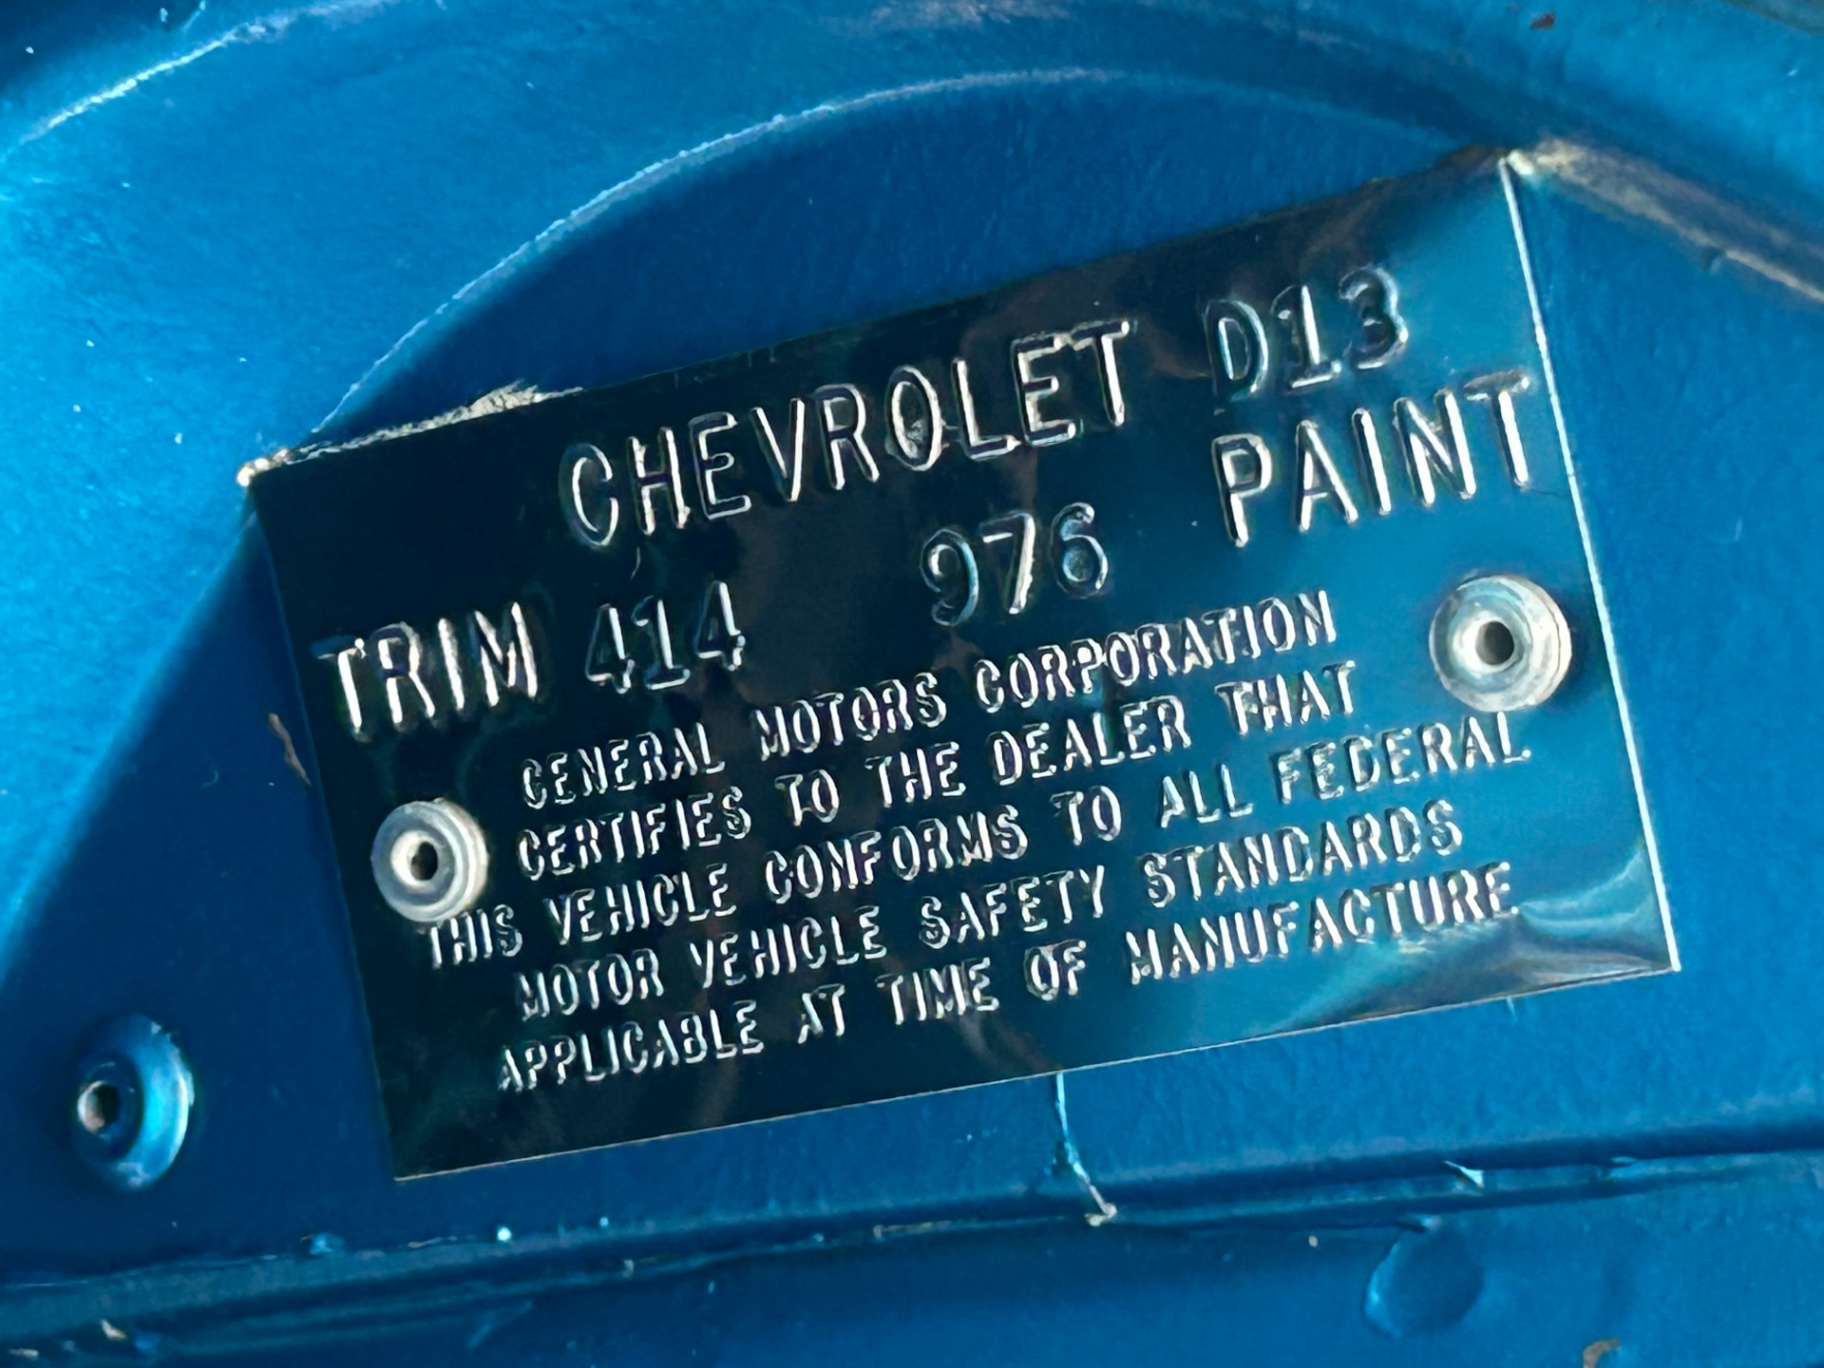 CHEVROLET D13
TRIM 414 976 PAINT
GENERAL MOTORS CORPORATION
CERTIFIES TO THE DEALER THAT
THIS VEHICLE CONFORMS TO ALL FEDERAL
MOTOR VEHICLE SAFETY STANDARDS
APPLICABLE AT TIME OF MANUFACTURE